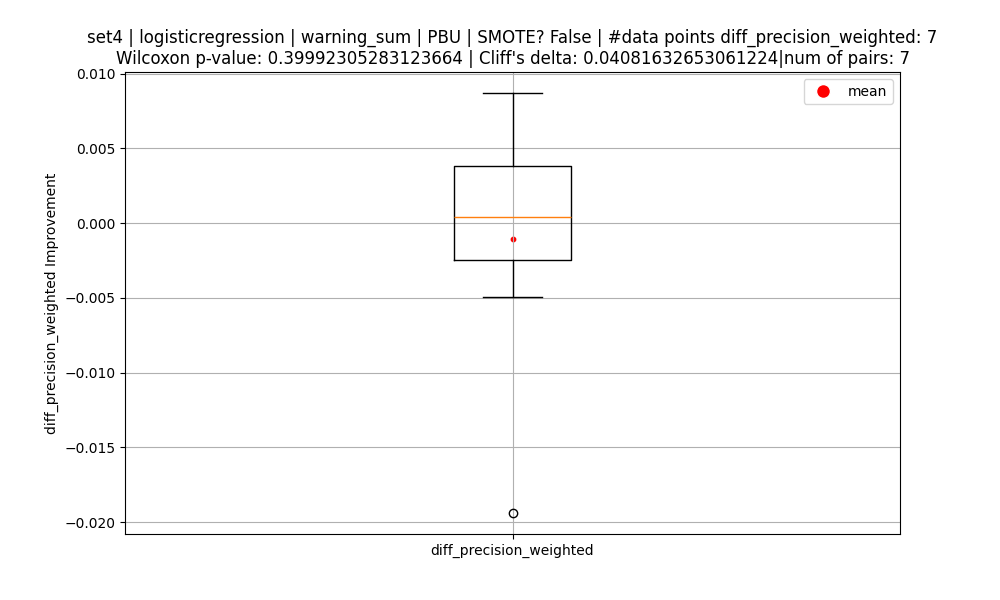 set4 | logisticregression | warning_sum | PBU | SMOTE? False | #data points diff_precision_weighted: 7
Wilcoxon p-value: 0.39992305283123664 | Cliff's delta: 0.04081632653061224|num of pairs: 7
mean
0.010
0.005
0.000
−0.005
−0.010
−0.015
−0.020
diff_precision_weighted Improvement
diff_precision_weighted